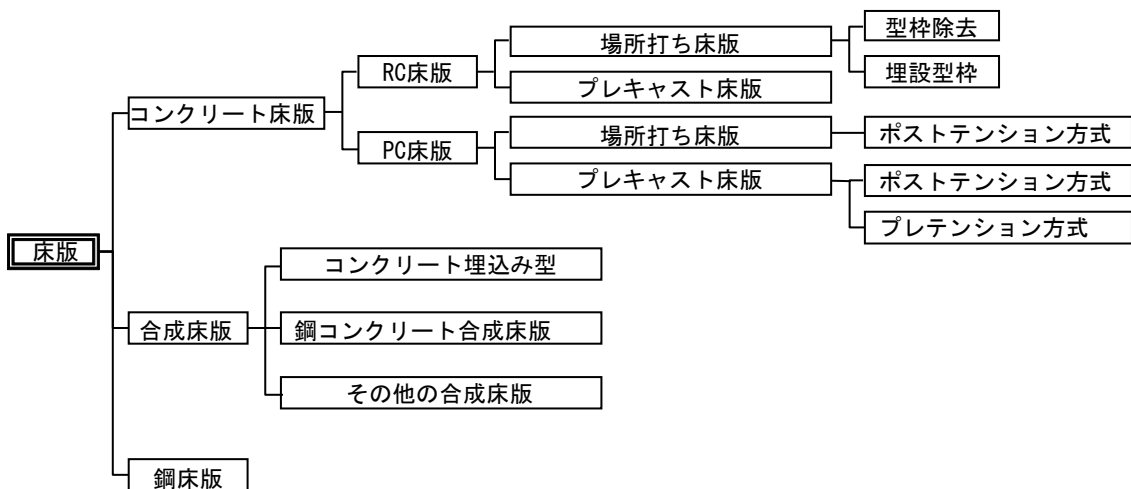 床版
コンクリート床版
RC床版
場所打ち床版
型枠除去
埋設型枠
プレキャスト床版
PC床版
場所打ち床版
ポストテンション方式
プレキャスト床版
ポストテンション方式
プレテンション方式
合成床版
コンクリート埋込み型
鋼コンクリート合成床版
その他の合成床版
鋼床版